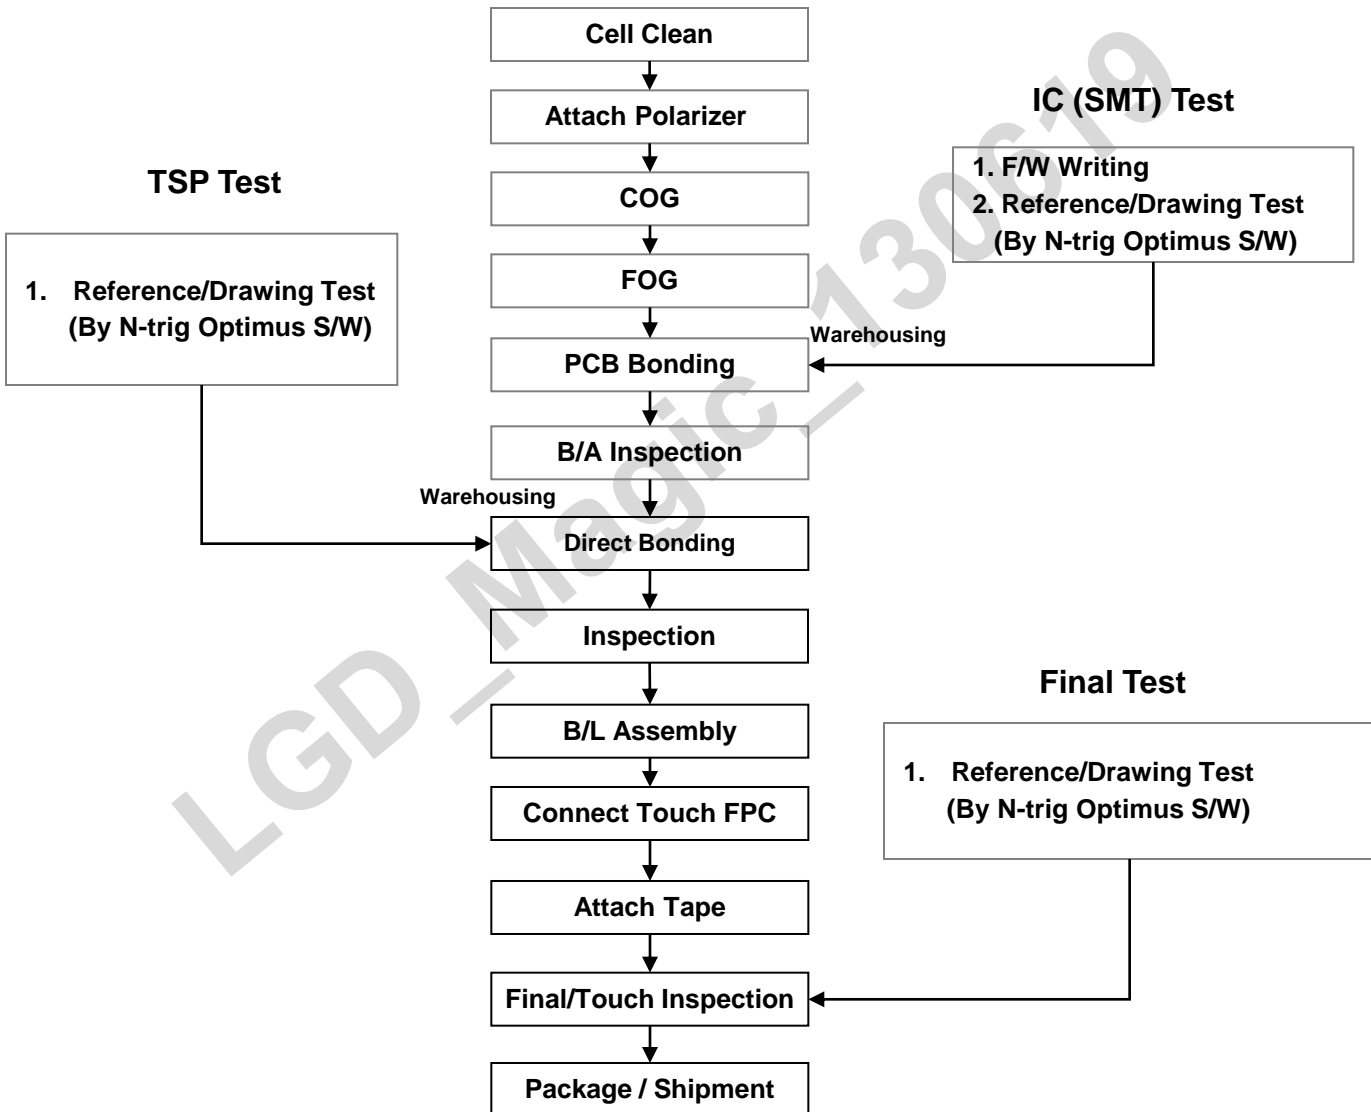 Cell Clean
Attach Polarizer
IC (SMT) Test
1. F/W Writing
2. Reference/Drawing Test
(By N-trig Optimus S/W)
TSP Test
1. Reference/Drawing Test
(By N-trig Optimus S/W)
COG
FOG
Warehousing
PCB Bonding
B/A Inspection
Warehousing
Direct Bonding
Inspection
B/L Assembly
Final Test
1. Reference/Drawing Test
(By N-trig Optimus S/W)
Connect Touch FPC
Attach Tape
Final/Touch Inspection
Package / Shipment
LGD_Magic_130619